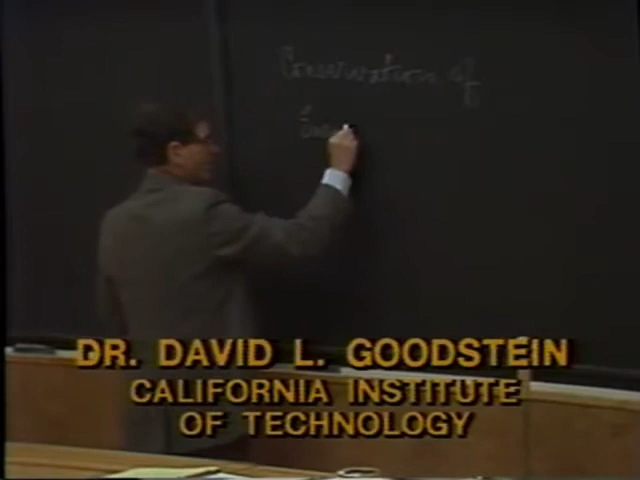 Conservation of
DR. DAVID L. GOODSTEIN
CALIFORNIA INSTITUTE
OF TECHNOLOGY